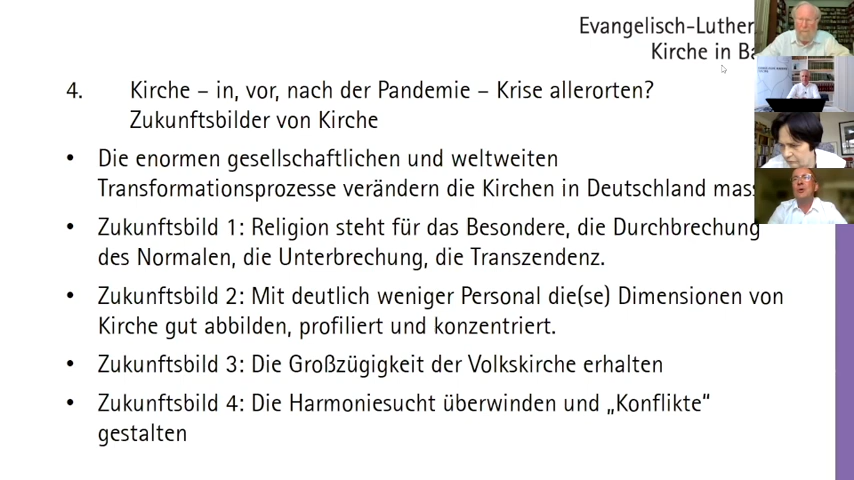 Evangelisch-Luther
Kirche in Ba
4. Kirche – in, vor, nach der Pandemie – Krise allerorten?
Zukunftsbilder von Kirche
• Die enormen gesellschaftlichen und weltweiten
Transformationsprozesse verändern die Kirchen in Deutschland mass
• Zukunftsbild 1: Religion steht für das Besondere, die Durchbrechung
des Normalen, die Unterbrechung, die Transzendenz.
• Zukunftsbild 2: Mit deutlich weniger Personal die(se) Dimensionen von
Kirche gut abbilden, profiliert und konzentriert.
• Zukunftsbild 3: Die Großzügigkeit der Volkskirche erhalten
• Zukunftsbild 4: Die Harmoniesucht überwinden und „Konflikte“
gestalten